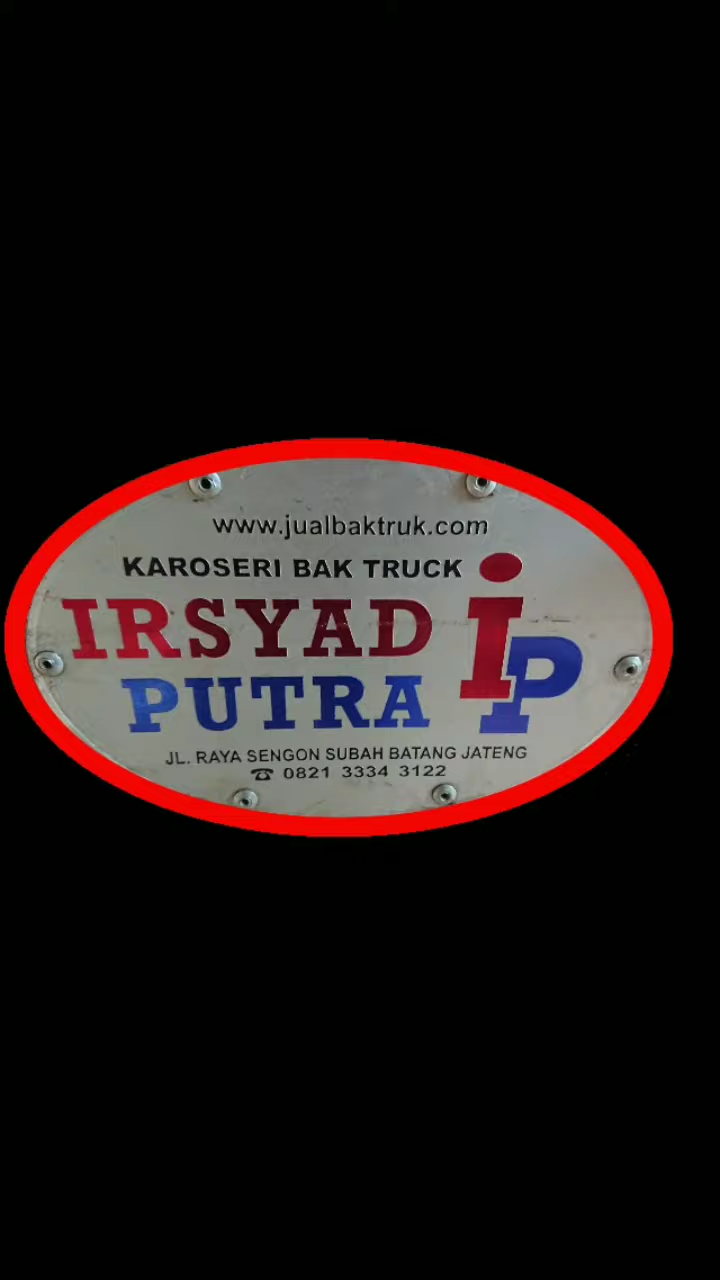 www.jualbaktruk.com
KAROSERI BAK TRUCK
IRSYAD
PUTRA
iP
JL. RAYA SENGON SUBAH BATANG JATENG
☎ 0821 3334 3122